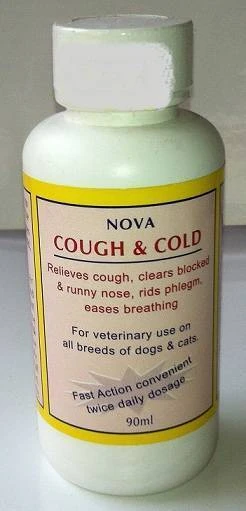 NOVA
COUGH & COLD
Relieves cough, clears blocked
& runny nose, rids phlegm,
eases breathing
For veterinary use on
all breeds of dogs & cats.
Fast Action convenient
twice daily dosage
90ml